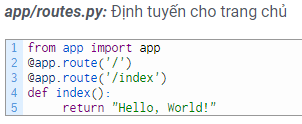 app/routes.py: Định tuyến cho trang chủ
1 from app import app
2 @app.route('/')
3 @app.route('/index')
4 def index():
5     return "Hello, World!"